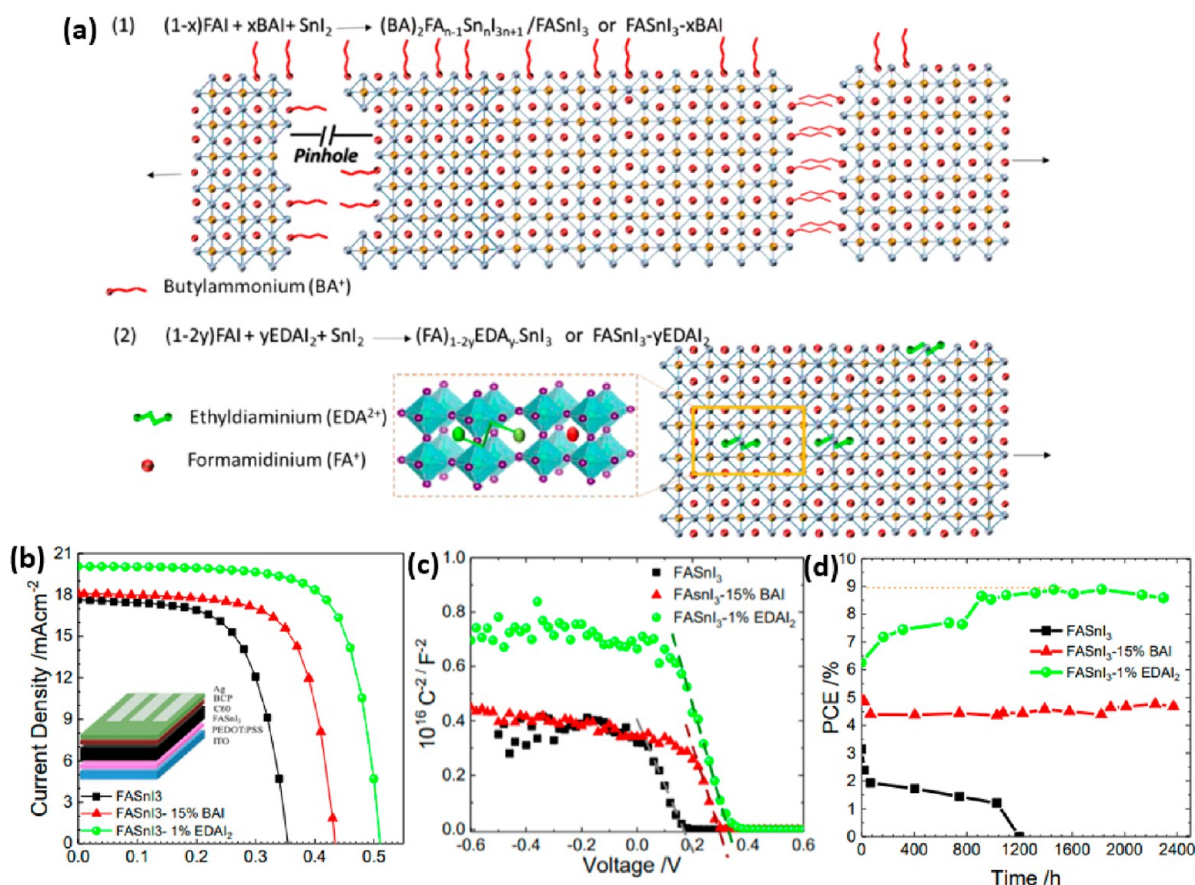 (a) (1) (1-x)FAI + xBAI + SnI2 (BA)2FAn-1SnnI3n+1/FASnI3 or FASnI3-xBAI
Pinhole
Butylammonium (BA+)
(2) (1-2y)FAI + yEDAI2+ SnI2 (FA)1-2yEDAy-SnI3 or FASnI3-yEDAI2
Ethyldiaminium (EDA2+)
Formamidinium (FA+)
(b)
Current Density /mAcm-2
21
18
15
12
9
6
3
0
Ag
BCP
C60
FASnI3
PEDOT:PSS
ITO
FASnI3
FASnI3- 15% BAI
FASnI3- 1% EDAI2
0.0 0.1 0.2 0.3 0.4 0.5
(c)
10^16 C-2 / F-2
1.0
0.8
0.6
0.4
0.2
0.0
FASnI3
FAsnI3-15% BAI
FASnI3-1% EDAI2
-0.6 -0.4 -0.2 0.0 0.2 0.4 0.6
Voltage /V
(d)
PCE /%
10
9
8
7
6
5
4
3
2
1
0
FASnI3
FASnI3-15% BAI
FASnI3-1% EDAI2
0 400 800 1200 1600 2000 2400
Time /h